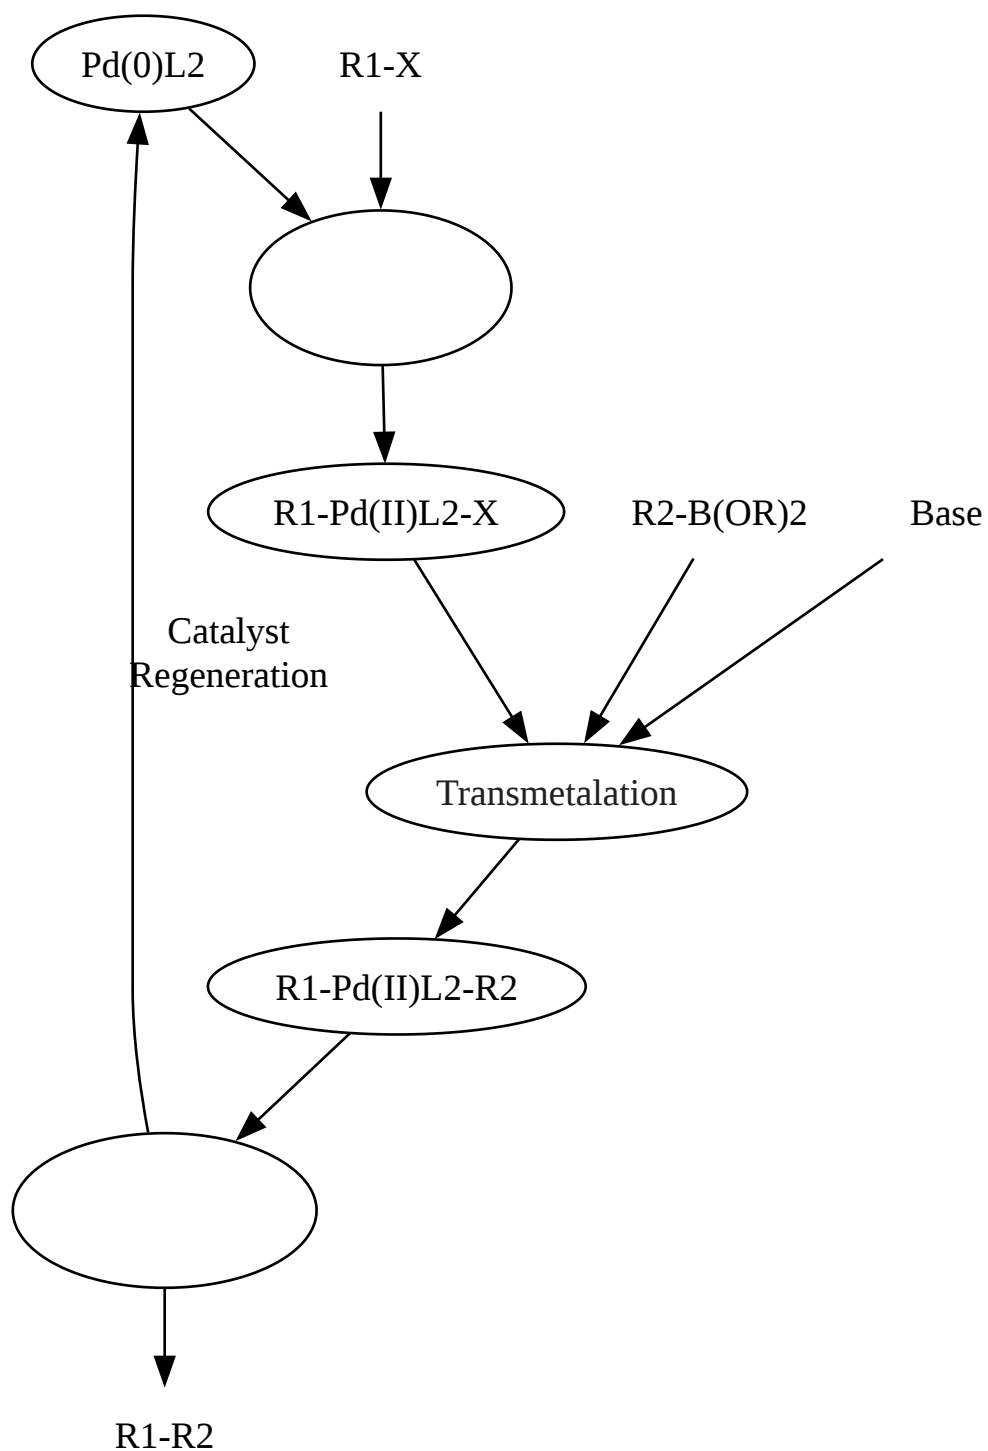 Pd(0)L2
R1-X
R1-Pd(II)L2-X
R2-B(OR)2
Base
Catalyst
Regeneration
Transmetalation
R1-Pd(II)L2-R2
R1-R2